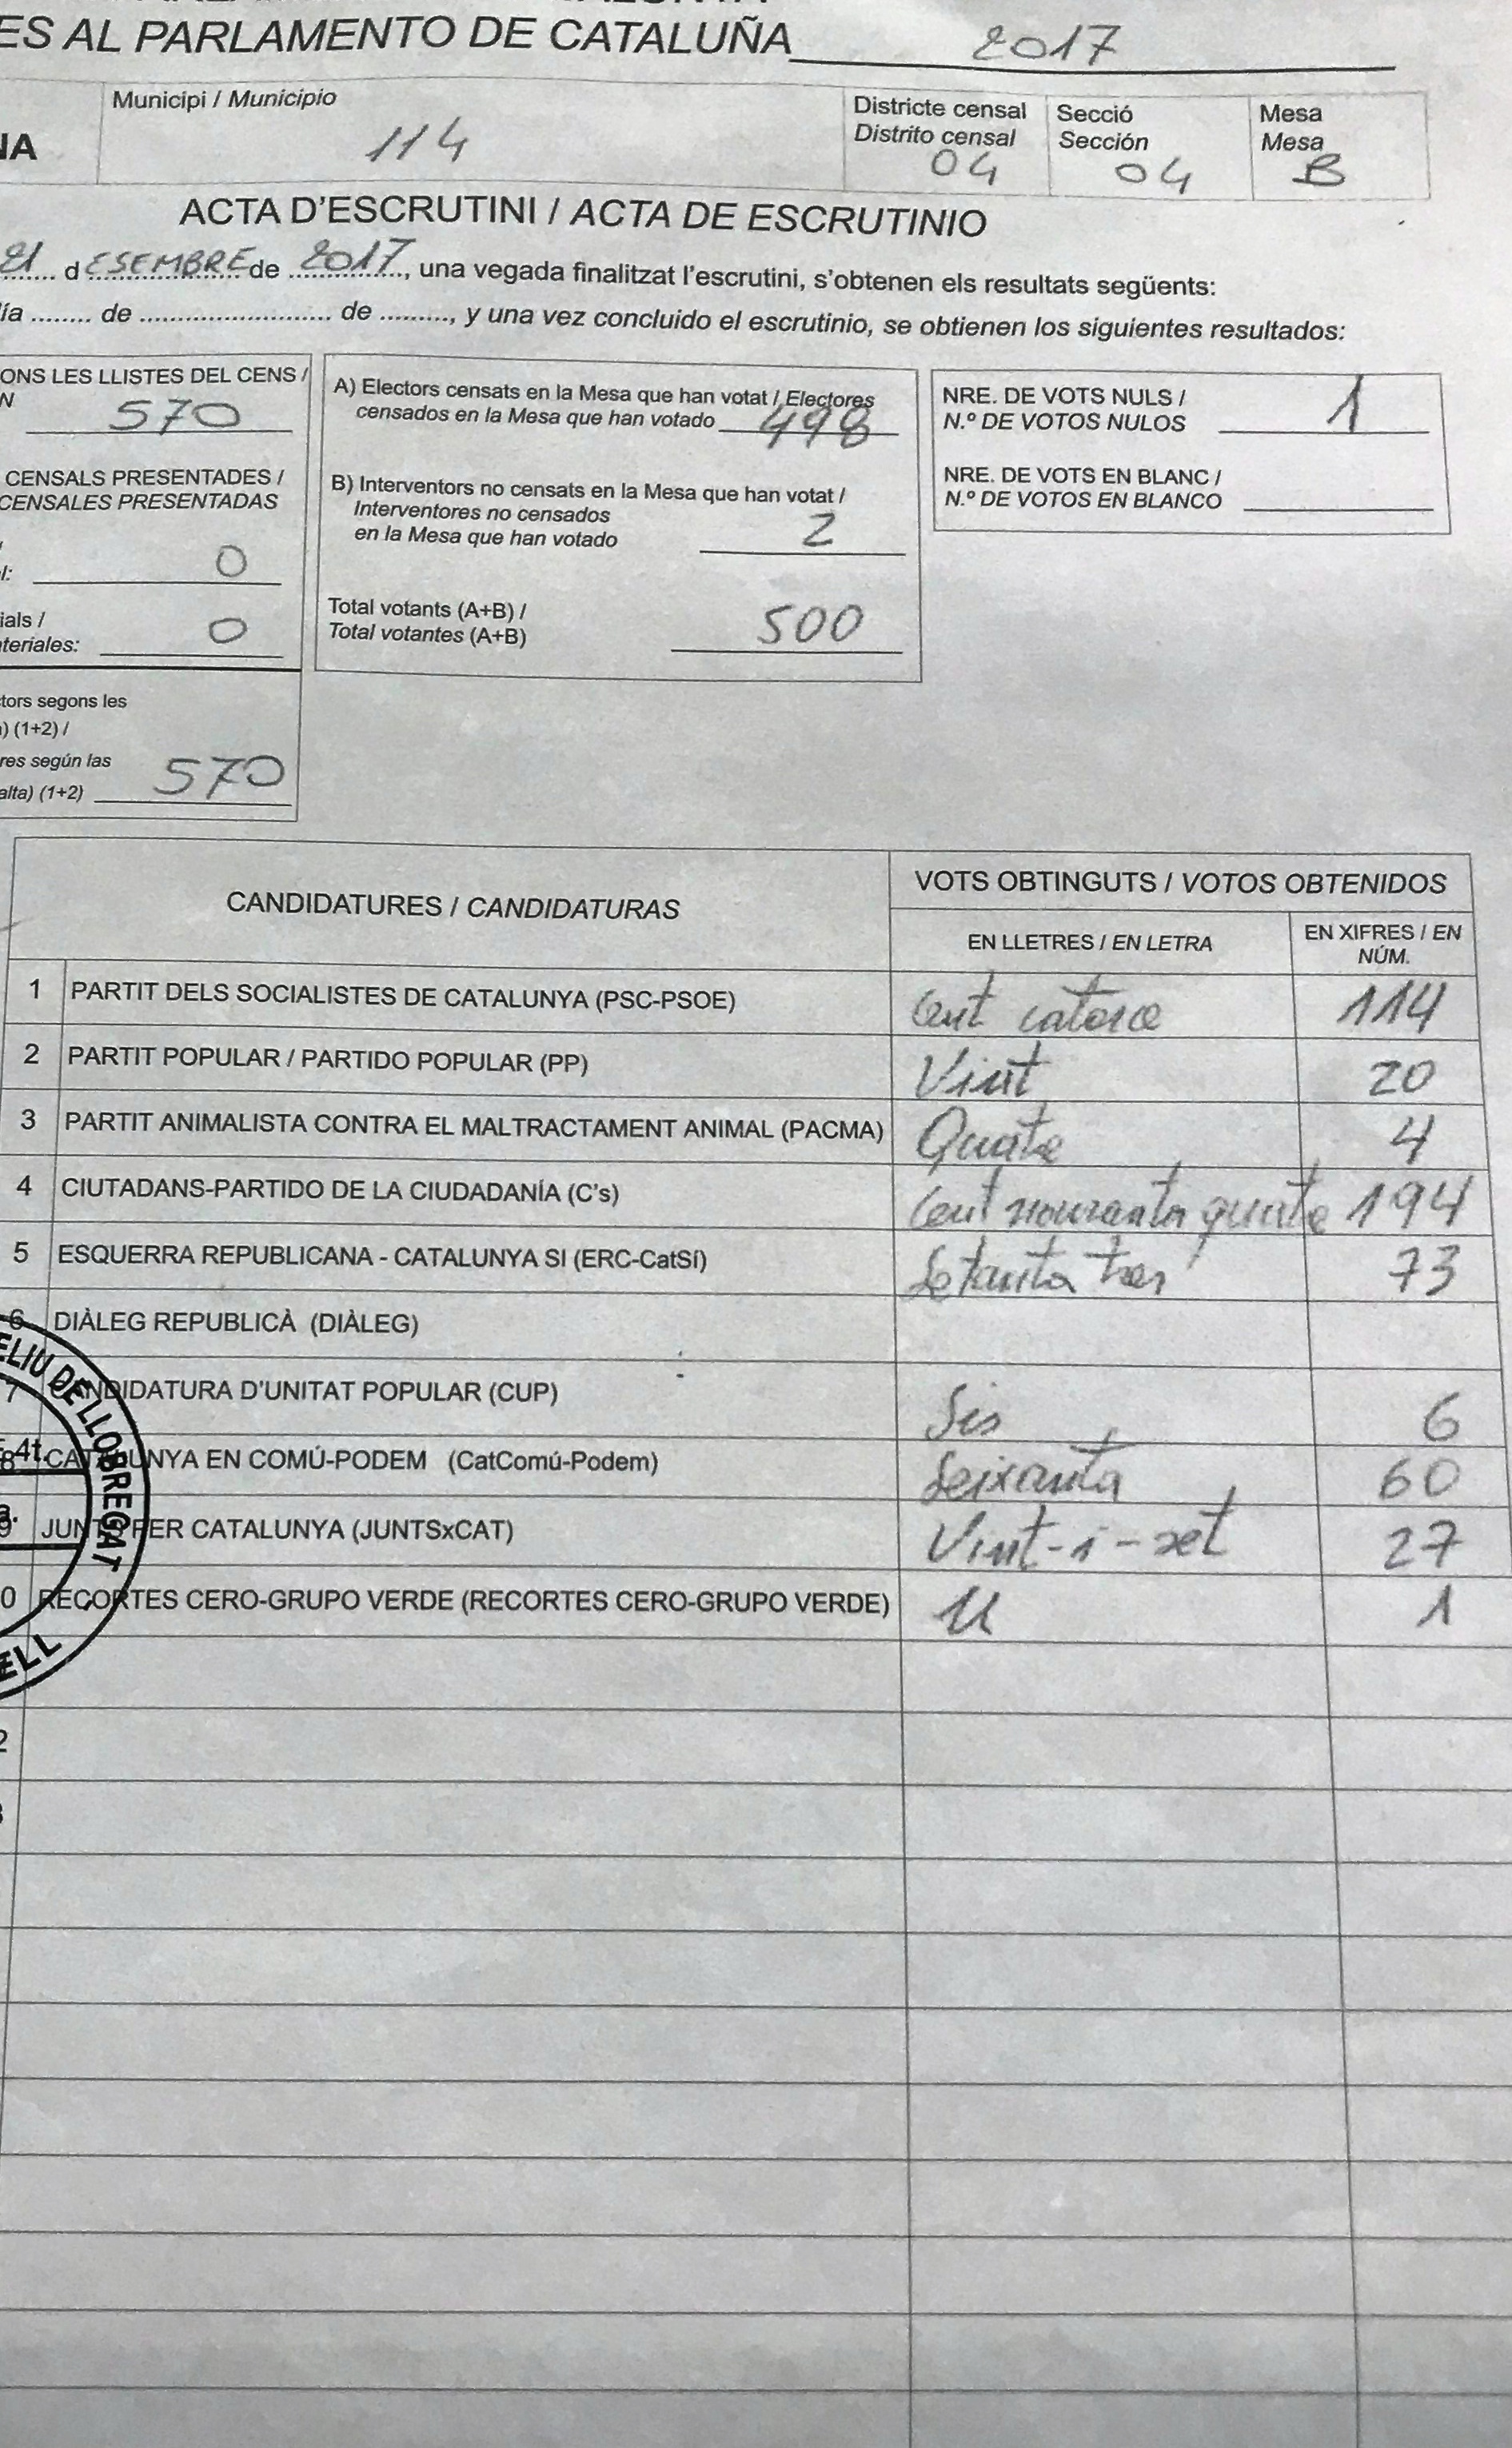 ES AL PARLAMENTO DE CATALUÑA 2017
Municipi / Municipio
114
Districte censal
Distrito censal
04
Secció
Sección
04
Mesa
Mesa
B
ACTA D'ESCRUTINI / ACTA DE ESCRUTINIO
21 d ESEMBRE de 2017, una vegada finalitzat l'escrutini, s'obtenen els resultats següents:
ía ........ de ............................... de .........., y una vez concluido el escrutinio, se obtienen los siguientes resultados:
ONS LES LLISTES DEL CENS /
N 570
CENSALS PRESENTADES /
CENSALES PRESENTADAS
l: 0
ials /
teriales: 0
tors segons les
) (1+2) /
res según las
alta) (1+2) 570
A) Electors censats en la Mesa que han votat / Electores
censados en la Mesa que han votado 498
B) Interventors no censats en la Mesa que han votat /
Interventores no censados
en la Mesa que han votado 2
Total votants (A+B) /
Total votantes (A+B) 500
NRE. DE VOTS NULS /
N.º DE VOTOS NULOS 1
NRE. DE VOTS EN BLANC /
N.º DE VOTOS EN BLANCO
CANDIDATURES / CANDIDATURAS
VOTS OBTINGUTS / VOTOS OBTENIDOS
EN LLETRES / EN LETRA
EN XIFRES / EN
NÚM.
1 PARTIT DELS SOCIALISTES DE CATALUNYA (PSC-PSOE) Cent catorce 114
2 PARTIT POPULAR / PARTIDO POPULAR (PP) Vint 20
3 PARTIT ANIMALISTA CONTRA EL MALTRACTAMENT ANIMAL (PACMA) Quatre 4
4 CIUTADANS-PARTIDO DE LA CIUDADANÍA (C's) Cent nouranta quatre 194
5 ESQUERRA REPUBLICANA - CATALUNYA SI (ERC-CatSí) Setanta tres 73
6 DIÀLEG REPUBLICÀ (DIÀLEG)
7 CANDIDATURA D'UNITAT POPULAR (CUP) Sis 6
8 CATALUNYA EN COMÚ-PODEM (CatComú-Podem) Seixanta 60
9 JUNTS PER CATALUNYA (JUNTSxCAT) Vint-i-set 27
0 RECORTES CERO-GRUPO VERDE (RECORTES CERO-GRUPO VERDE) U 1
2
3
ELIU DE LLOBREGAT
4t.
a.
ELL